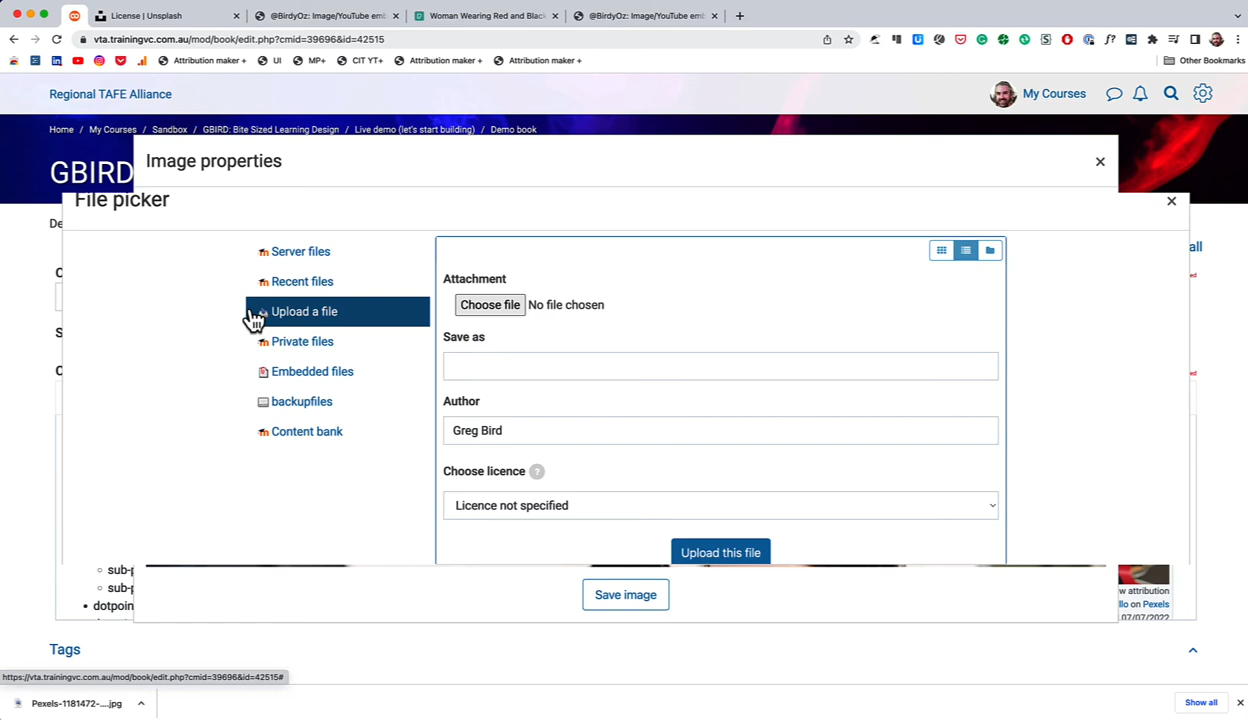 License | Unsplash
@BirdyOz: Image/YouTube emb
Woman Wearing Red and Black
@BirdyOz: Image/YouTube emb
vta.trainingvc.com.au/mod/book/edit.php?cmid=39696&id=42515
Attribution maker + UI MP+ CIT YT+ Attribution maker + Attribution maker + Other Bookmarks
Regional TAFE Alliance
My Courses
Home / My Courses / Sandbox / GBIRD: Bite Sized Learning Design / Live demo (let's start building) / Demo book
GBIRD
Image properties
File picker
De
all
Server files
Recent files
Upload a file
Private files
Embedded files
backupfiles
Content bank
Attachment
Choose file No file chosen
Save as
Author
Greg Bird
Choose licence ?
Licence not specified
Upload this file
sub-p
sub-p
dotpoin
Save image
w attribution
llo on Pexels
07/07/2022
Tags
https://vta.trainingvc.com.au/mod/book/edit.php?cmid=39696&id=42515#
Pexels-1181472-....jpg
Show all